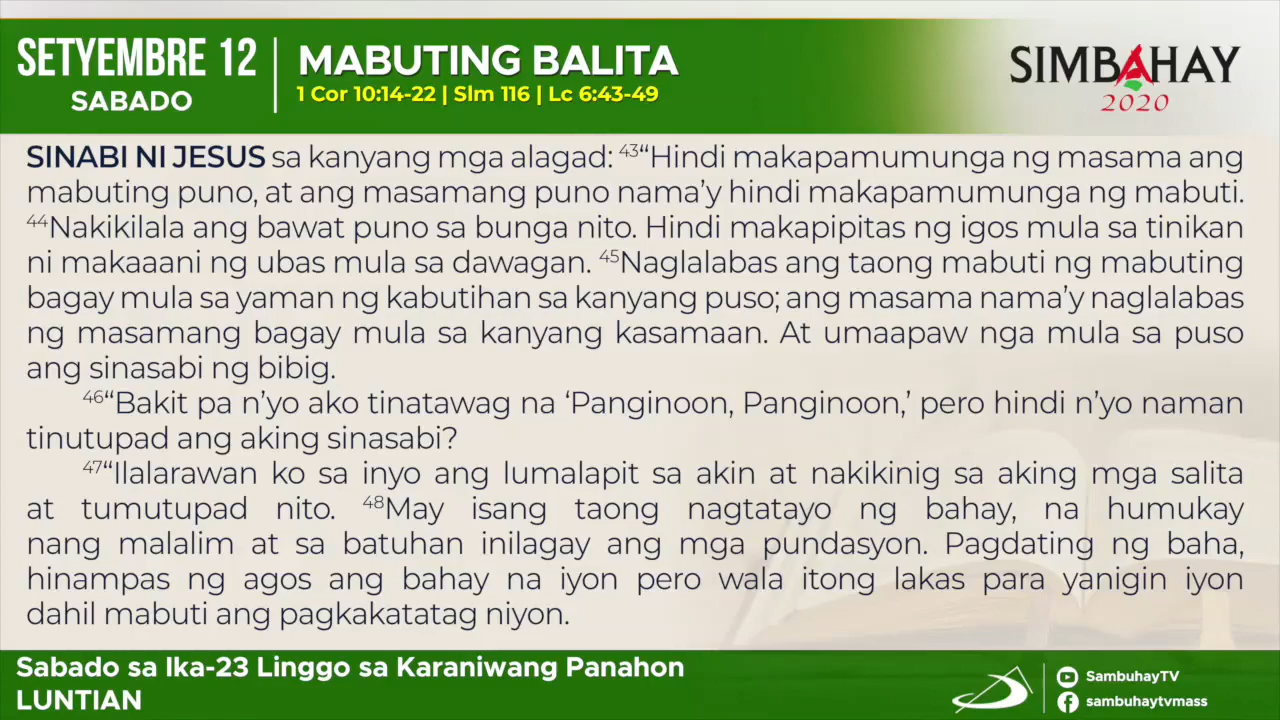 SETYEMBRE 12
SABADO
MABUTING BALITA
1 Cor 10:14-22 | Slm 116 | Lc 6:43-49
SIMBAHAY
2020
SINABI NI JESUS sa kanyang mga alagad: 43“Hindi makapamumunga ng masama ang
mabuting puno, at ang masamang puno nama’y hindi makapamumunga ng mabuti.
44Nakikilala ang bawat puno sa bunga nito. Hindi makapipitas ng igos mula sa tinikan
ni makaaani ng ubas mula sa dawagan. 45Naglalabas ang taong mabuti ng mabuting
bagay mula sa yaman ng kabutihan sa kanyang puso; ang masama nama’y naglalabas
ng masamang bagay mula sa kanyang kasamaan. At umaapaw nga mula sa puso
ang sinasabi ng bibig.
46“Bakit pa n’yo ako tinatawag na ‘Panginoon, Panginoon,’ pero hindi n’yo naman
tinutupad ang aking sinasabi?
47“Ilalarawan ko sa inyo ang lumalapit sa akin at nakikinig sa aking mga salita
at tumutupad nito. 48May isang taong nagtatayo ng bahay, na humukay
nang malalim at sa batuhan inilagay ang mga pundasyon. Pagdating ng baha,
hinampas ng agos ang bahay na iyon pero wala itong lakas para yanigin iyon
dahil mabuti ang pagkakatatag niyon.
Sabado sa Ika-23 Linggo sa Karaniwang Panahon
LUNTIAN
SambuhayTV
sambuhaytvmass